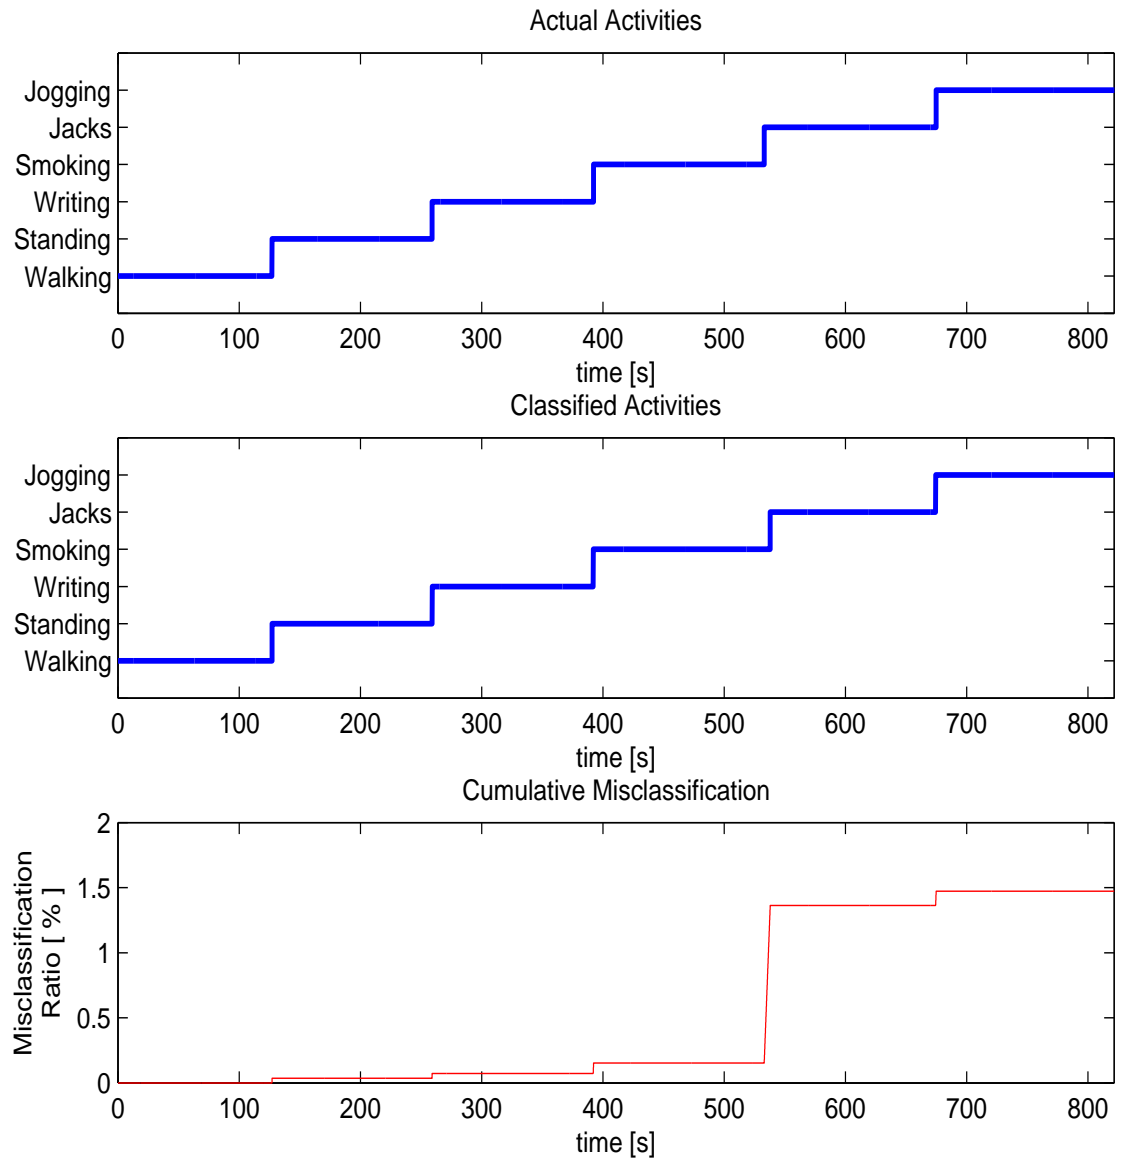 Actual Activities
Jogging
Jacks
Smoking
Writing
Standing
Walking
0 100 200 300 400 500 600 700 800
time [s]
Classified Activities
Jogging
Jacks
Smoking
Writing
Standing
Walking
0 100 200 300 400 500 600 700 800
time [s]
Cumulative Misclassification
Misclassification
Ratio [ % ]
2
1.5
1
0.5
0
0 100 200 300 400 500 600 700 800
time [s]